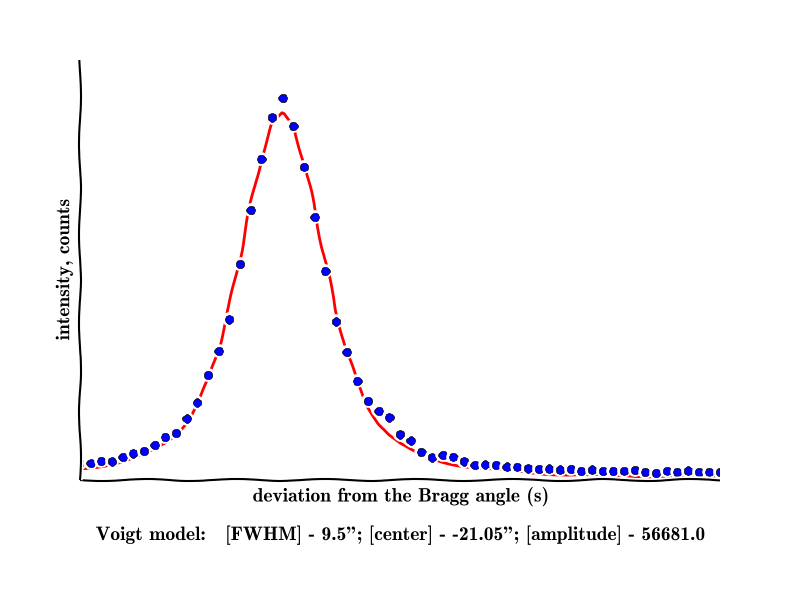 intensity, counts
deviation from the Bragg angle (s)
Voigt model: [FWHM] - 9.5”; [center] - -21.05”; [amplitude] - 56681.0